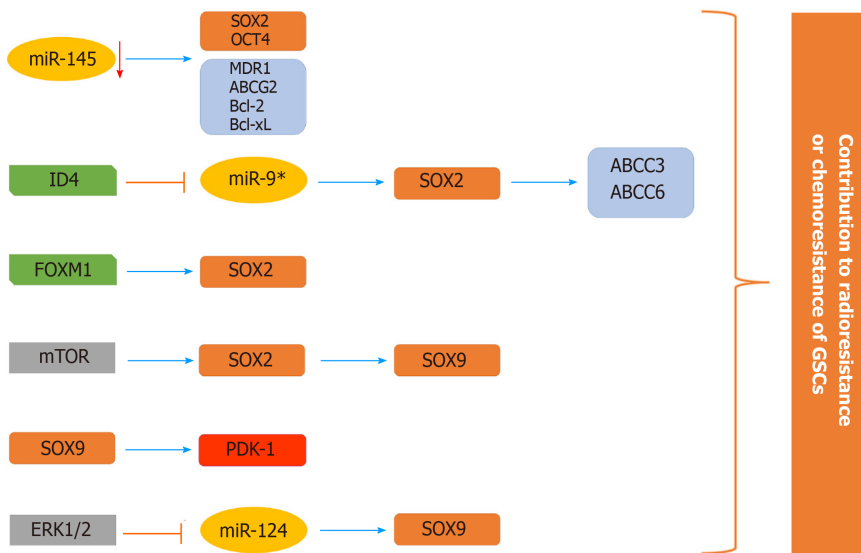 miR-145
SOX2
OCT4
MDR1
ABCG2
Bcl-2
Bcl-xL
ID4
miR-9*
SOX2
ABCC3
ABCC6
FOXM1
SOX2
mTOR
SOX2
SOX9
SOX9
PDK-1
ERK1/2
miR-124
SOX9
Contribution to radioresistance
or chemoresistance of GSCs